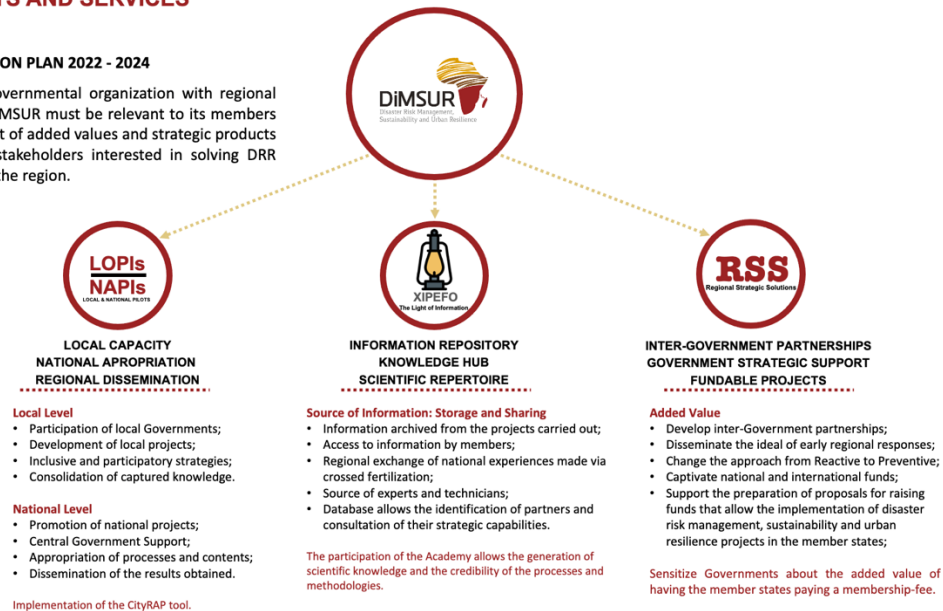 TS AND SERVICES
ON PLAN 2022 - 2024
overnmental organization with regional
MSUR must be relevant to its members
t of added values and strategic products
stakeholders interested in solving DRR
the region.
DiMSUR
Disaster Risk Management,
Sustainability and Urban Resilience
LOPIs
NAPIs
LOCAL & NATIONAL PILOTS
LOCAL CAPACITY
NATIONAL APROPRIATION
REGIONAL DISSEMINATION
Local Level
• Participation of local Governments;
• Development of local projects;
• Inclusive and participatory strategies;
• Consolidation of captured knowledge.
National Level
• Promotion of national projects;
• Central Government Support;
• Appropriation of processes and contents;
• Dissemination of the results obtained.
Implementation of the CityRAP tool.
XIPEFO
The Light of Information
INFORMATION REPOSITORY
KNOWLEDGE HUB
SCIENTIFIC REPERTOIRE
Source of Information: Storage and Sharing
• Information archived from the projects carried out;
• Access to information by members;
• Regional exchange of national experiences made via
crossed fertilization;
• Source of experts and technicians;
• Database allows the identification of partners and
consultation of their strategic capabilities.
The participation of the Academy allows the generation of
scientific knowledge and the credibility of the processes and
methodologies.
RSS
Regional Strategic Solutions
INTER-GOVERNMENT PARTNERSHIPS
GOVERNMENT STRATEGIC SUPPORT
FUNDABLE PROJECTS
Added Value
• Develop inter-Government partnerships;
• Disseminate the ideal of early regional responses;
• Change the approach from Reactive to Preventive;
• Captivate national and international funds;
• Support the preparation of proposals for raising
funds that allow the implementation of disaster
risk management, sustainability and urban
resilience projects in the member states;
Sensitize Governments about the added value of
having the member states paying a membership-fee.